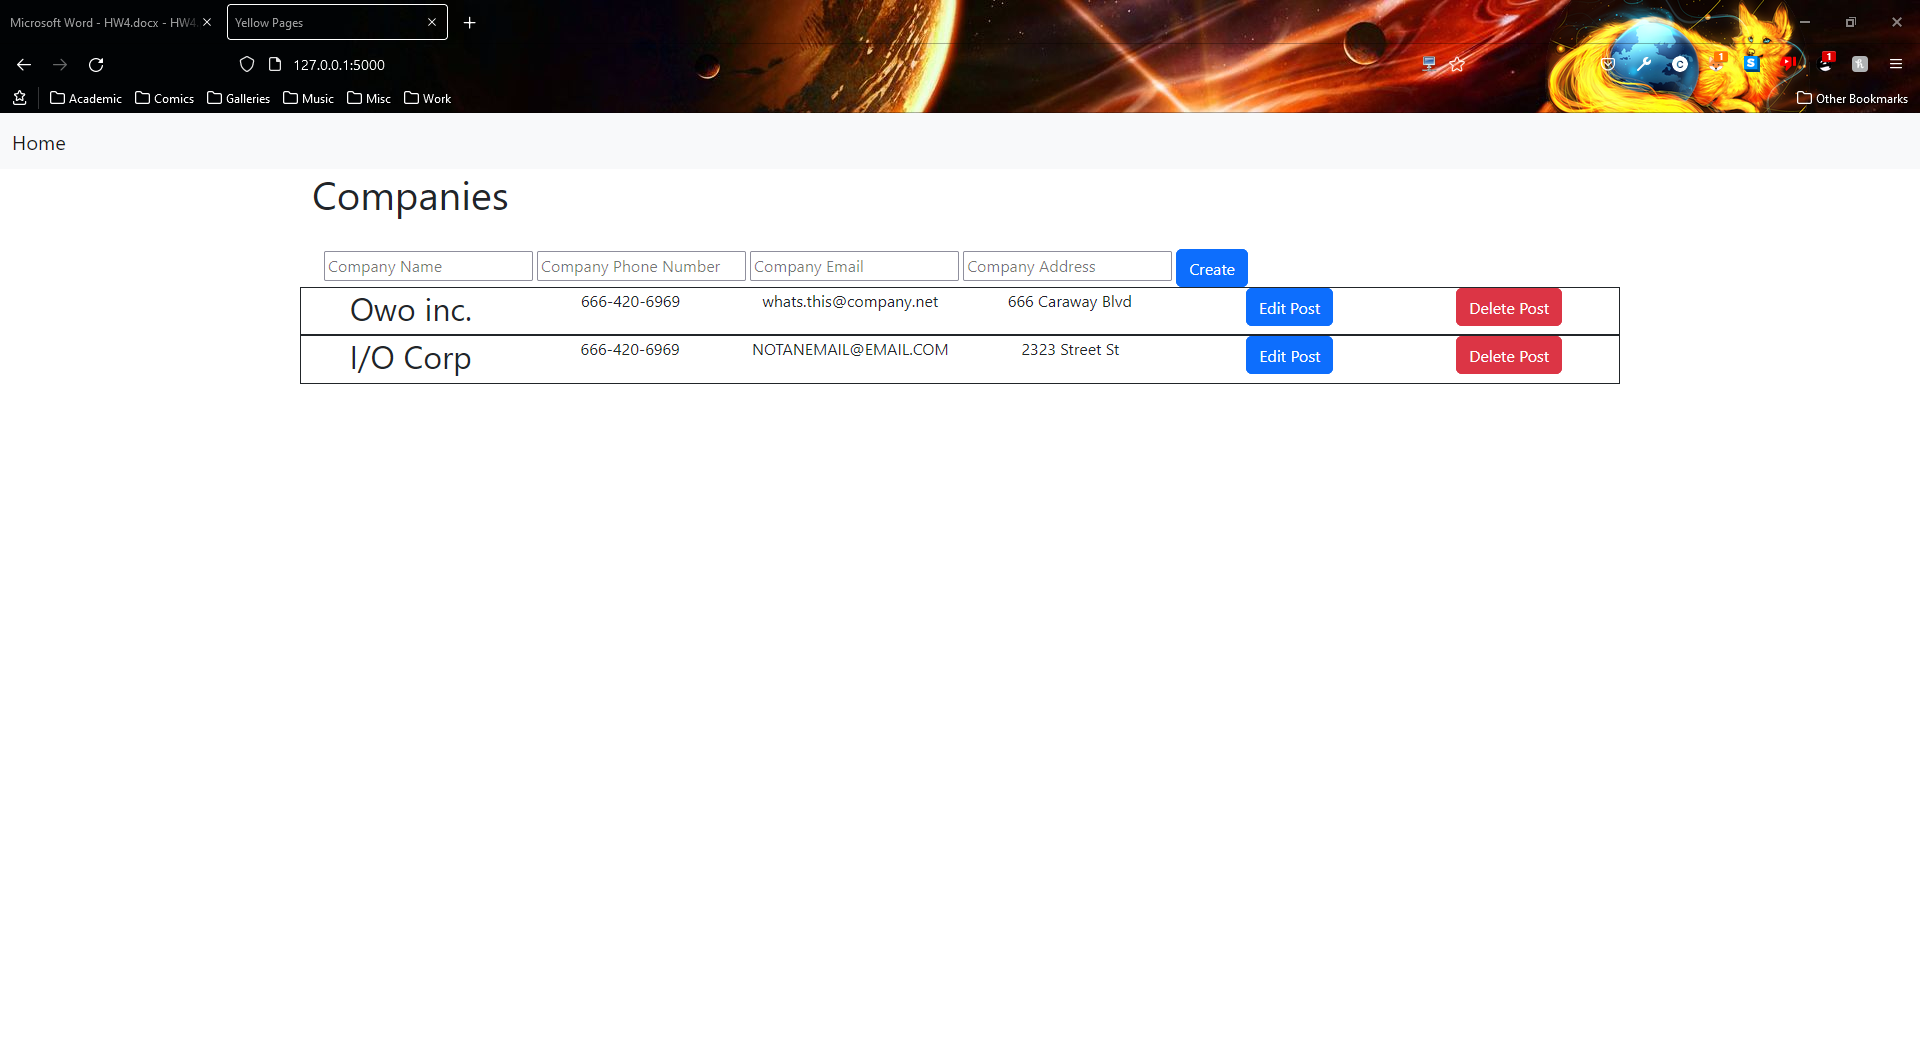 Microsoft Word - HW4.docx - HW4.
Yellow Pages
127.0.0.1:5000
Academic Comics Galleries Music Misc Work Other Bookmarks
Home
Companies
Company Name Company Phone Number Company Email Company Address Create
Owo inc. 666-420-6969 whats.this@company.net 666 Caraway Blvd Edit Post Delete Post
I/O Corp 666-420-6969 NOTANEMAIL@EMAIL.COM 2323 Street St Edit Post Delete Post